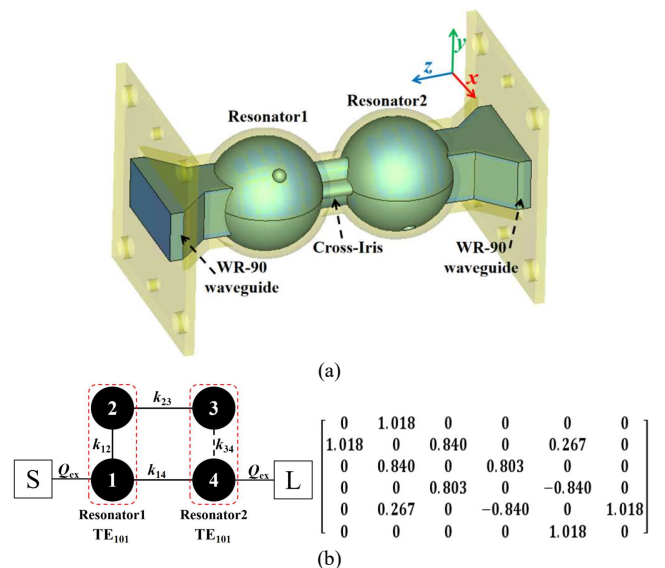 y
z
x
Resonator1
Resonator2
Cross-Iris
WR-90
waveguide
WR-90
waveguide
(a)
2 k23 3
k12 k34
S Qex 1 k14 4 Qex L
Resonator1 Resonator2
TE101 TE101
0 1.018 0 0 0 0
1.018 0 0.840 0 0.267 0
0 0.840 0 0.803 0 0
0 0 0.803 0 −0.840 0
0 0.267 0 −0.840 0 1.018
0 0 0 0 1.018 0
(b)